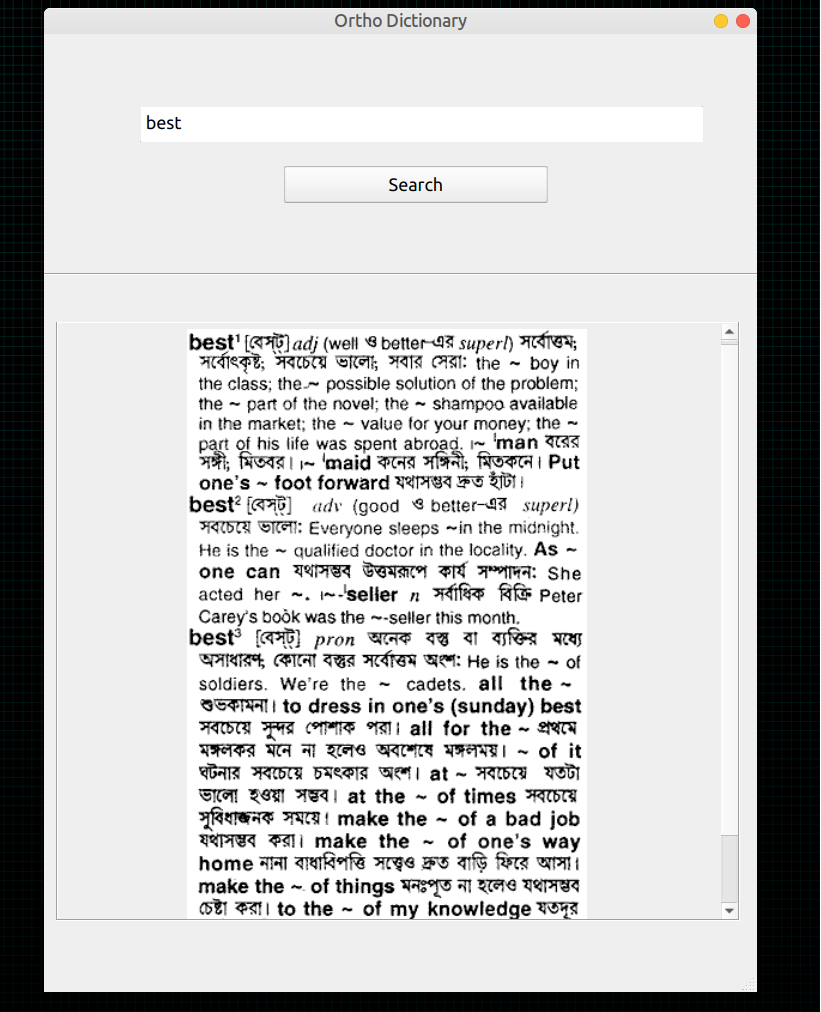 Ortho Dictionary
best
Search
best¹ [বেস্ট্] adj (well ও better–এর superl) সর্বোত্তম;
সর্বোৎকৃষ্ট; সবচেয়ে ভালো; সবার সেরা: the ~ boy in
the class; the ~ possible solution of the problem;
the ~ part of the novel; the ~ shampoo available
in the market; the ~ value for your money; the ~
part of his life was spent abroad. ।~ ˈman বরের
সঙ্গী; মিতবর। ।~ ˈmaid কনের সঙ্গিনী; মিতকনে। Put
one's ~ foot forward যথাসম্ভব দ্রুত হাঁটা।
best² [বেস্ট্] adv (good ও better–এর superl)
সবচেয়ে ভালো: Everyone sleeps ~in the midnight.
He is the ~ qualified doctor in the locality. As ~
one can যথাসম্ভব উত্তমরূপে কার্য সম্পাদন: She
acted her ~. ।~-ˈseller n সর্বাধিক বিক্রি Peter
Carey's book was the ~-seller this month.
best³ [বেস্ট্] pron অনেক বস্তু বা ব্যক্তির মধ্যে
অসাধারণ; কোনো বস্তুর সর্বোত্তম অংশ: He is the ~ of
soldiers. We're the ~ cadets. all the ~
শুভকামনা। to dress in one's (sunday) best
সবচেয়ে সুন্দর পোশাক পরা। all for the ~ প্রথমে
মঙ্গলকর মনে না হলেও অবশেষে মঙ্গলময়। ~ of it
ঘটনার সবচেয়ে চমৎকার অংশ। at ~ সবচেয়ে যতটা
ভালো হওয়া সম্ভব। at the ~ of times সবচেয়ে
সুবিধাজনক সময়ে। make the ~ of a bad job
যথাসম্ভব করা। make the ~ of one's way
home নানা বাধাবিপত্তি সত্ত্বেও দ্রুত বাড়ি ফিরে আসা।
make the ~ of things মনঃপূত না হলেও যথাসম্ভব
চেষ্টা করা। to the ~ of my knowledge যতদূর